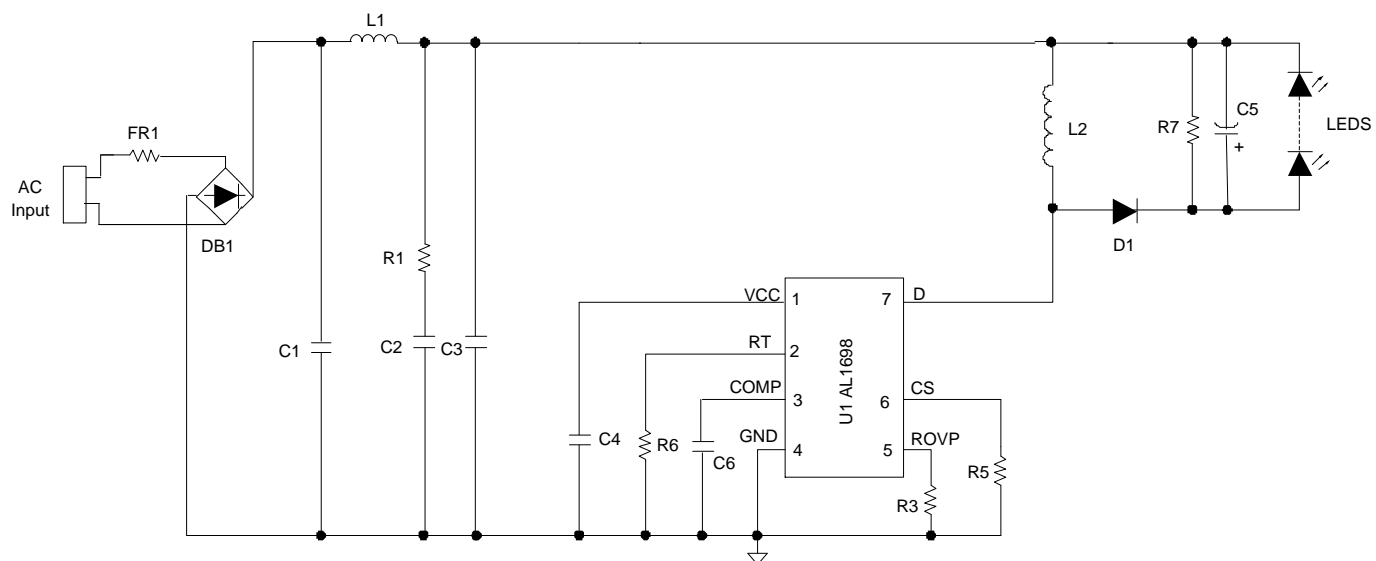 L1
FR1
AC
Input
DB1
R1
C1
C2
C3
L2
R7
C5
+
LEDS
D1
VCC
1
7
D
RT
2
U1 AL1698
COMP
3
6
CS
GND
4
5
ROVP
C4
R6
C6
R3
R5